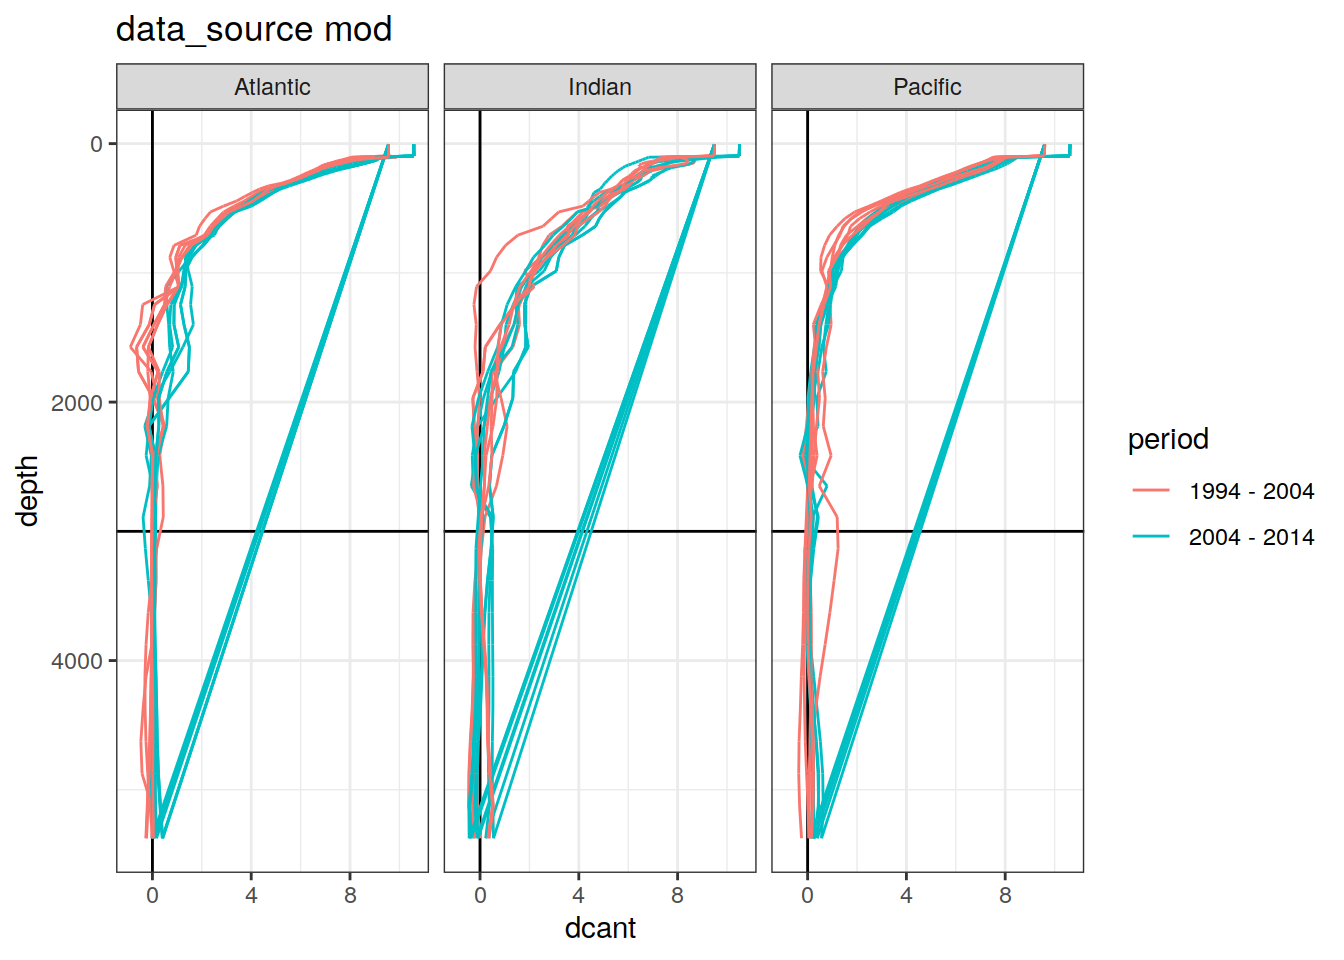 data_source mod
Atlantic
Indian
Pacific
0
2000
4000
depth
0
4
8
0
4
8
0
4
8
dcant
period
1994 - 2004
2004 - 2014